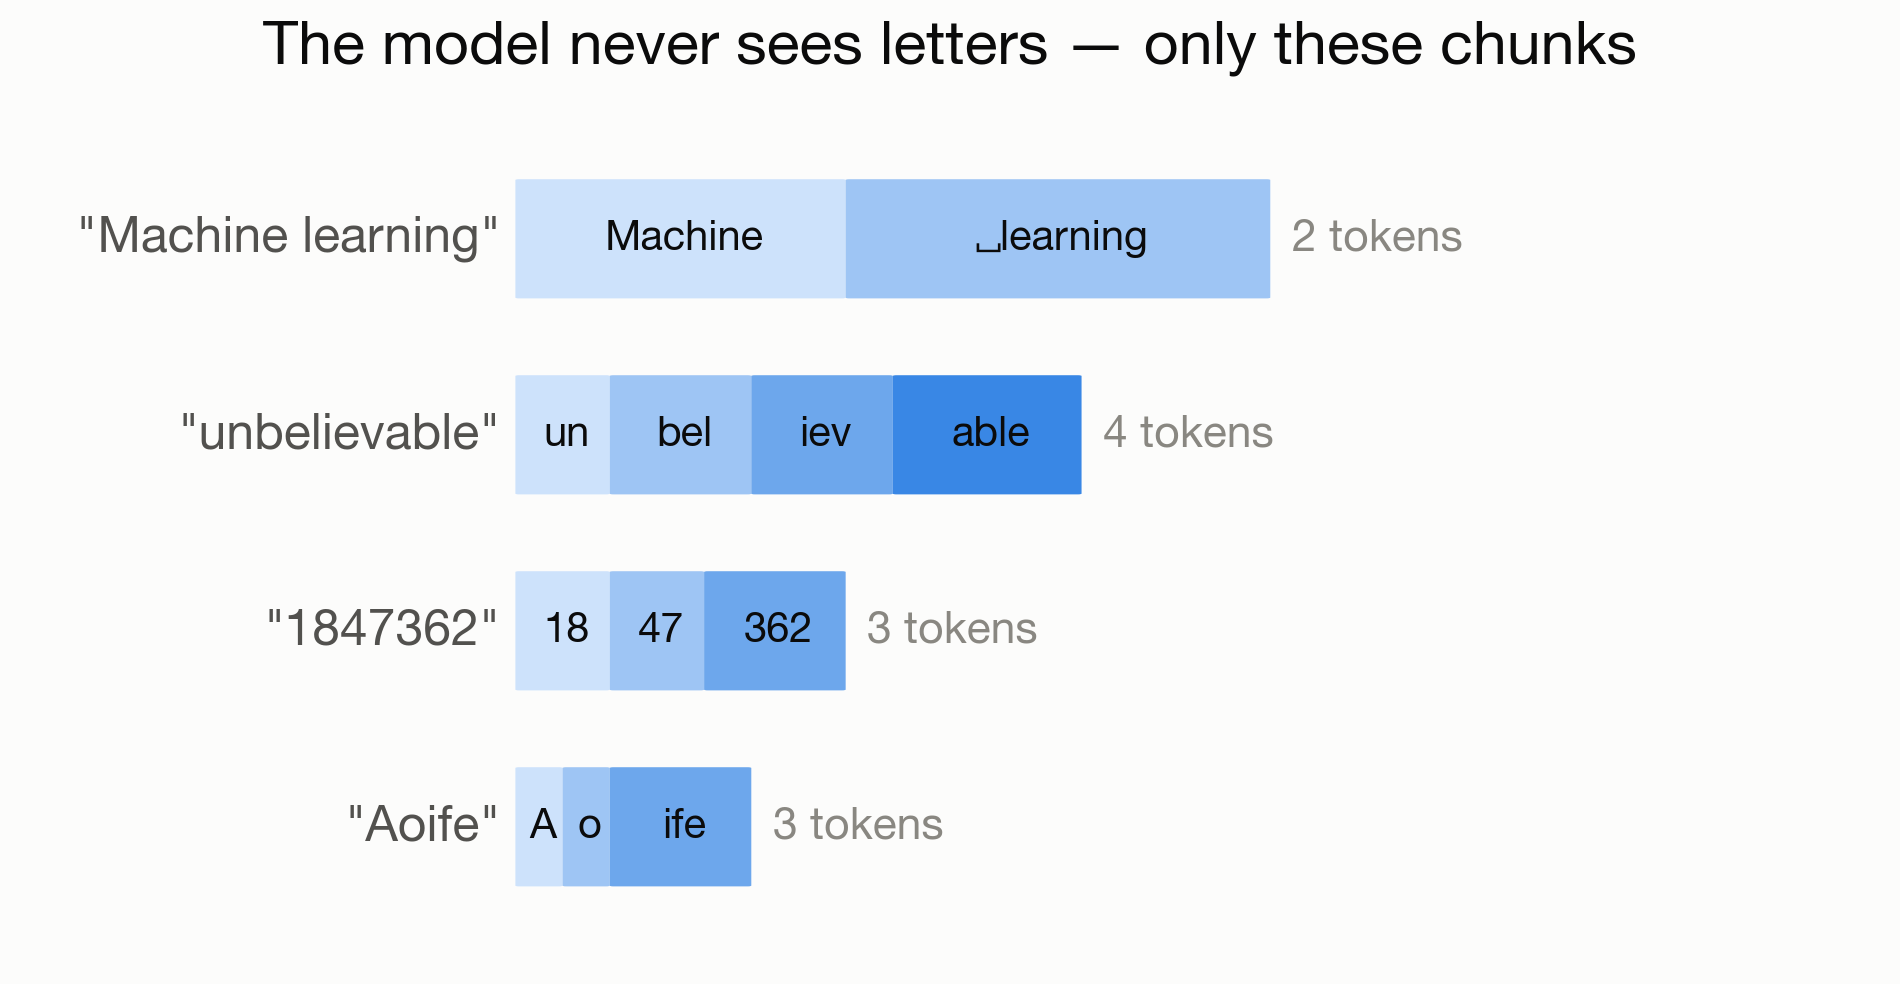 The model never sees letters — only these chunks
"Machine learning" Machine ␣learning 2 tokens
"unbelievable" un bel iev able 4 tokens
"1847362" 18 47 362 3 tokens
"Aoife" A o ife 3 tokens